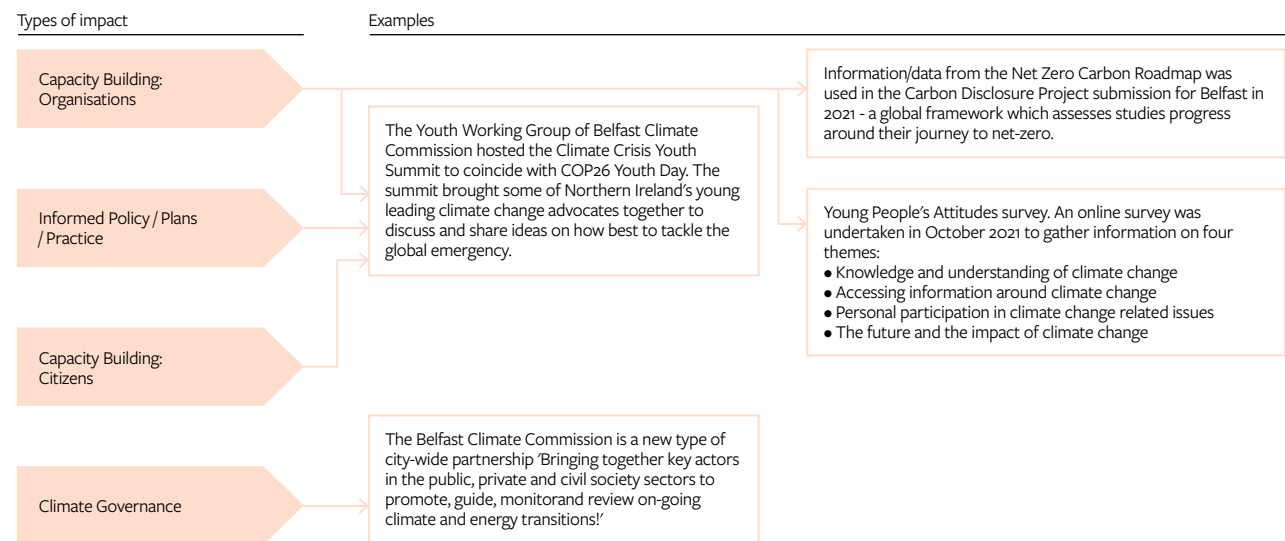 Types of impact
Examples
Capacity Building:
Organisations
Informed Policy / Plans
/ Practice
Capacity Building:
Citizens
Climate Governance
The Youth Working Group of Belfast Climate
Commission hosted the Climate Crisis Youth
Summit to coincide with COP26 Youth Day. The
summit brought some of Northern Ireland's young
leading climate change advocates together to
discuss and share ideas on how best to tackle the
global emergency.
The Belfast Climate Commission is a new type of
city-wide partnership 'Bringing together key actors
in the public, private and civil society sectors to
promote, guide, monitorand review on-going
climate and energy transitions!'
Information/data from the Net Zero Carbon Roadmap was
used in the Carbon Disclosure Project submission for Belfast in
2021 - a global framework which assesses studies progress
around their journey to net-zero.
Young People's Attitudes survey. An online survey was
undertaken in October 2021 to gather information on four
themes:
● Knowledge and understanding of climate change
● Accessing information around climate change
● Personal participation in climate change related issues
● The future and the impact of climate change